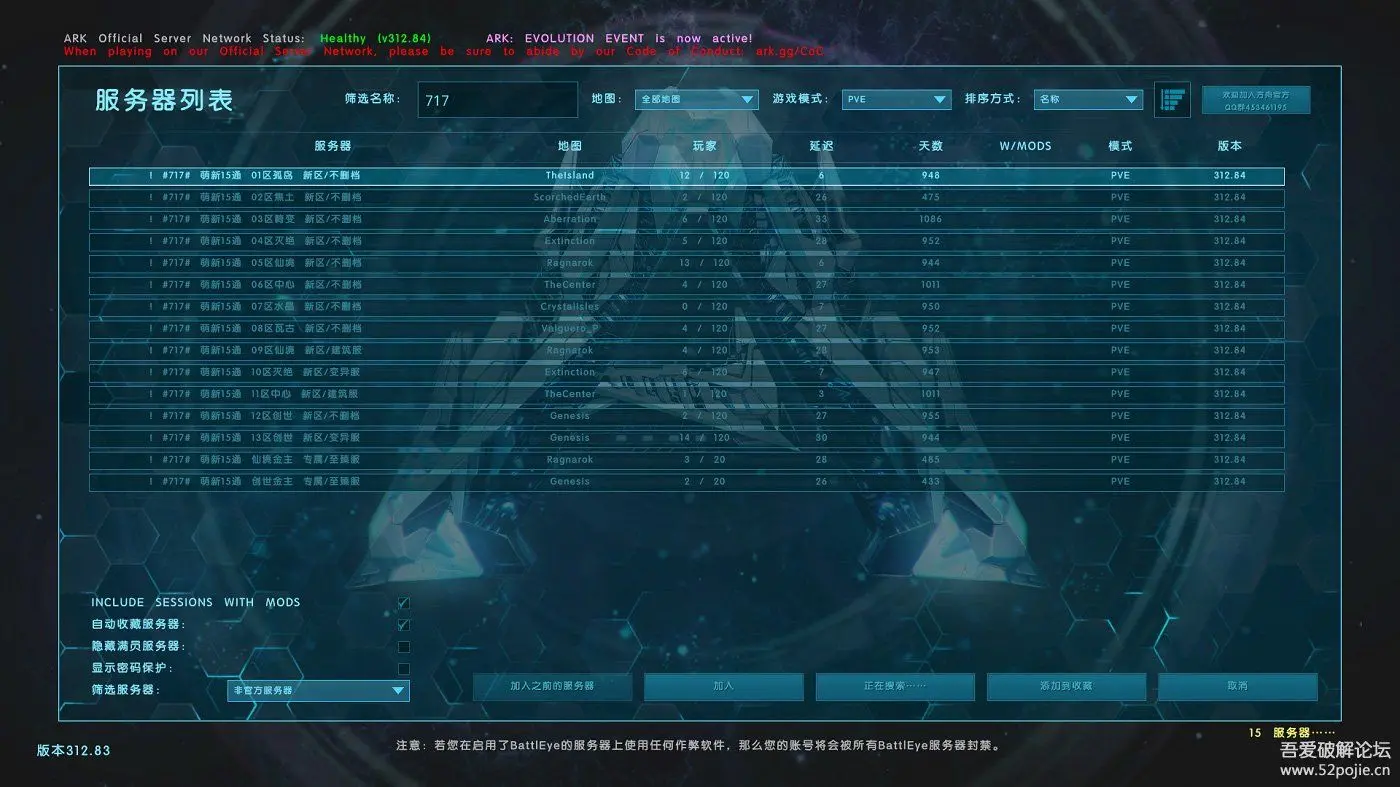 ARK Official Server Network Status: Healthy (v312.84) ARK: EVOLUTION EVENT is now active!
When playing on our Official Server Network, please be sure to abide by our Code of Conduct: ark.gg/CoC
服务器列表 筛选名称: 717 地图: 全部地图 游戏模式: PVE 排序方式: 名称 欢迎加入方舟官方
QQ群453461195
服务器 地图 玩家 延迟 天数 W/MODS 模式 版本
! #717# 萌新15通 01区孤岛 新区/不删档 TheIsland 12 / 120 6 948 PVE 312.84
! #717# 萌新15通 02区焦土 新区/不删档 ScorchedEarth 2 / 120 26 475 PVE 312.84
! #717# 萌新15通 03区畸变 新区/不删档 Aberration 6 / 120 33 1086 PVE 312.84
! #717# 萌新15通 04区灭绝 新区/不删档 Extinction 5 / 120 28 952 PVE 312.84
! #717# 萌新15通 05区仙境 新区/不删档 Ragnarok 13 / 120 6 944 PVE 312.84
! #717# 萌新15通 06区中心 新区/不删档 TheCenter 4 / 120 27 1011 PVE 312.84
! #717# 萌新15通 07区水晶 新区/不删档 CrystalIsles 0 / 120 7 950 PVE 312.84
! #717# 萌新15通 08区瓦古 新区/不删档 Valguero_P 4 / 120 27 952 PVE 312.84
! #717# 萌新15通 09区仙境 新区/建筑服 Ragnarok 4 / 120 28 953 PVE 312.84
! #717# 萌新15通 10区灭绝 新区/变异服 Extinction 6 / 120 7 947 PVE 312.84
! #717# 萌新15通 11区中心 新区/建筑服 TheCenter 1 / 120 3 1011 PVE 312.84
! #717# 萌新15通 12区创世 新区/不删档 Genesis 2 / 120 27 955 PVE 312.84
! #717# 萌新15通 13区创世 新区/变异服 Genesis 14 / 120 30 944 PVE 312.84
! #717# 萌新15通 仙境金主 专属/至臻服 Ragnarok 3 / 20 28 485 PVE 312.84
! #717# 萌新15通 创世金主 专属/至臻服 Genesis 2 / 20 26 433 PVE 312.84
INCLUDE SESSIONS WITH MODS
自动收藏服务器:
隐藏满员服务器:
显示密码保护:
筛选服务器: 非官方服务器 加入之前的服务器 加入 正在搜索…… 添加到收藏 取消
15 服务器……
版本312.83 注意: 若您在启用了BattlEye的服务器上使用任何作弊软件, 那么您的账号将会被所有BattlEye服务器封禁。
吾爱破解论坛
www.52pojie.cn